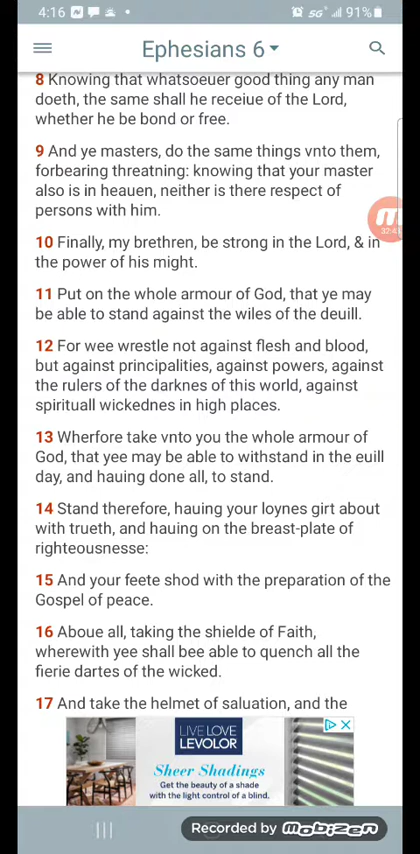 4:16
5G
91%
Ephesians 6
8 Knowing that whatsoeuer good thing any man
doeth, the same shall he receiue of the Lord,
whether he be bond or free.
9 And ye masters, do the same things vnto them,
forbearing threatning: knowing that your master
also is in heauen, neither is there respect of
persons with him.
10 Finally, my brethren, be strong in the Lord, & in
the power of his might.
11 Put on the whole armour of God, that ye may
be able to stand against the wiles of the deuill.
12 For wee wrestle not against flesh and blood,
but against principalities, against powers, against
the rulers of the darknes of this world, against
spirituall wickednes in high places.
13 Wherfore take vnto you the whole armour of
God, that yee may be able to withstand in the euill
day, and hauing done all, to stand.
14 Stand therefore, hauing your loynes girt about
with trueth, and hauing on the breast-plate of
righteousnesse:
15 And your feete shod with the preparation of the
Gospel of peace.
16 Aboue all, taking the shielde of Faith,
wherewith yee shall bee able to quench all the
fierie dartes of the wicked.
17 And take the helmet of saluation, and the
LIVE LOVE
LEVOLOR
Sheer Shadings
Get the beauty of a shade
with the light control of a blind.
Recorded by mobizen